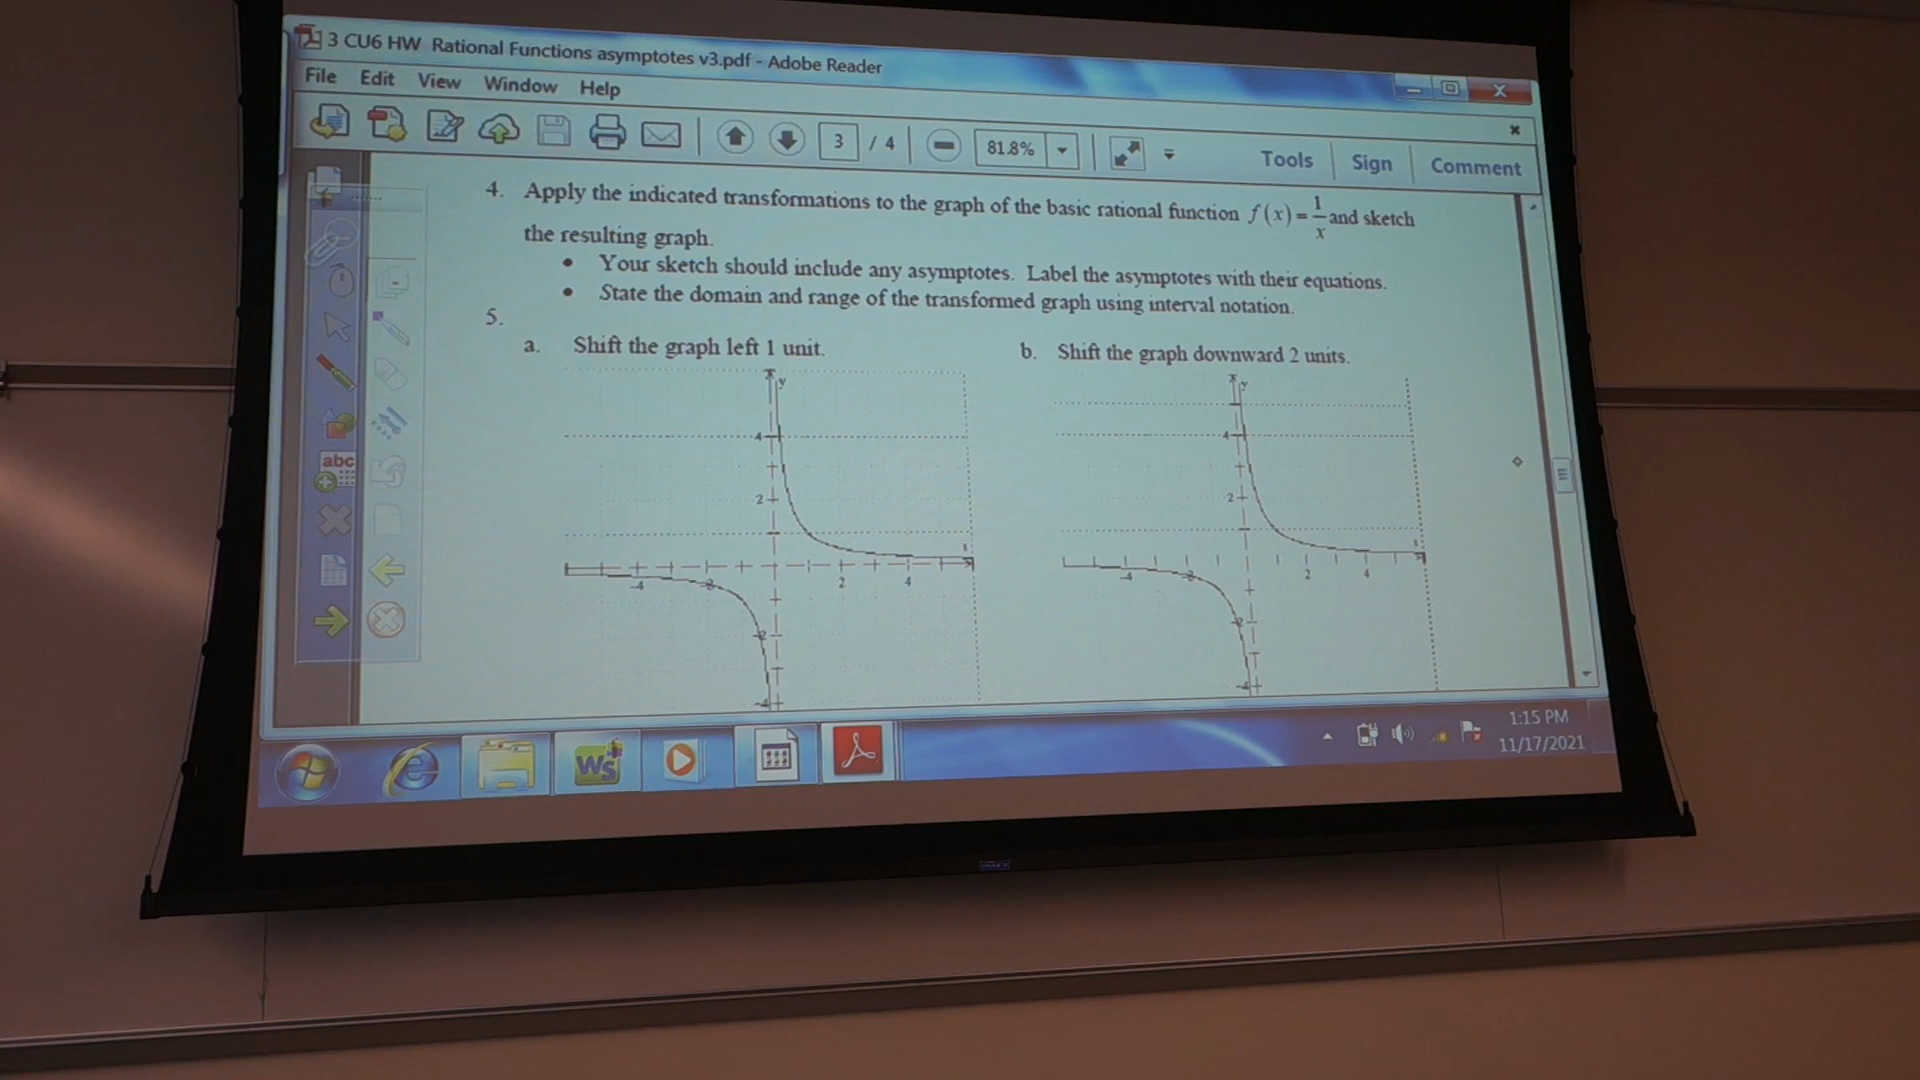 3 CU6 HW Rational Functions asymptotes v3.pdf - Adobe Reader
File Edit View Window Help
3 / 4 81.8% Tools Sign Comment
4. Apply the indicated transformations to the graph of the basic rational function f(x)=1/x and sketch
the resulting graph.
• Your sketch should include any asymptotes. Label the asymptotes with their equations.
• State the domain and range of the transformed graph using interval notation.
5.
a. Shift the graph left 1 unit. b. Shift the graph downward 2 units.
y y
4 4
2 2
x x
-4 -2 2 4 -4 -2 2 4
-2 -2
-4 -4
abc
WS
1:15 PM
11/17/2021